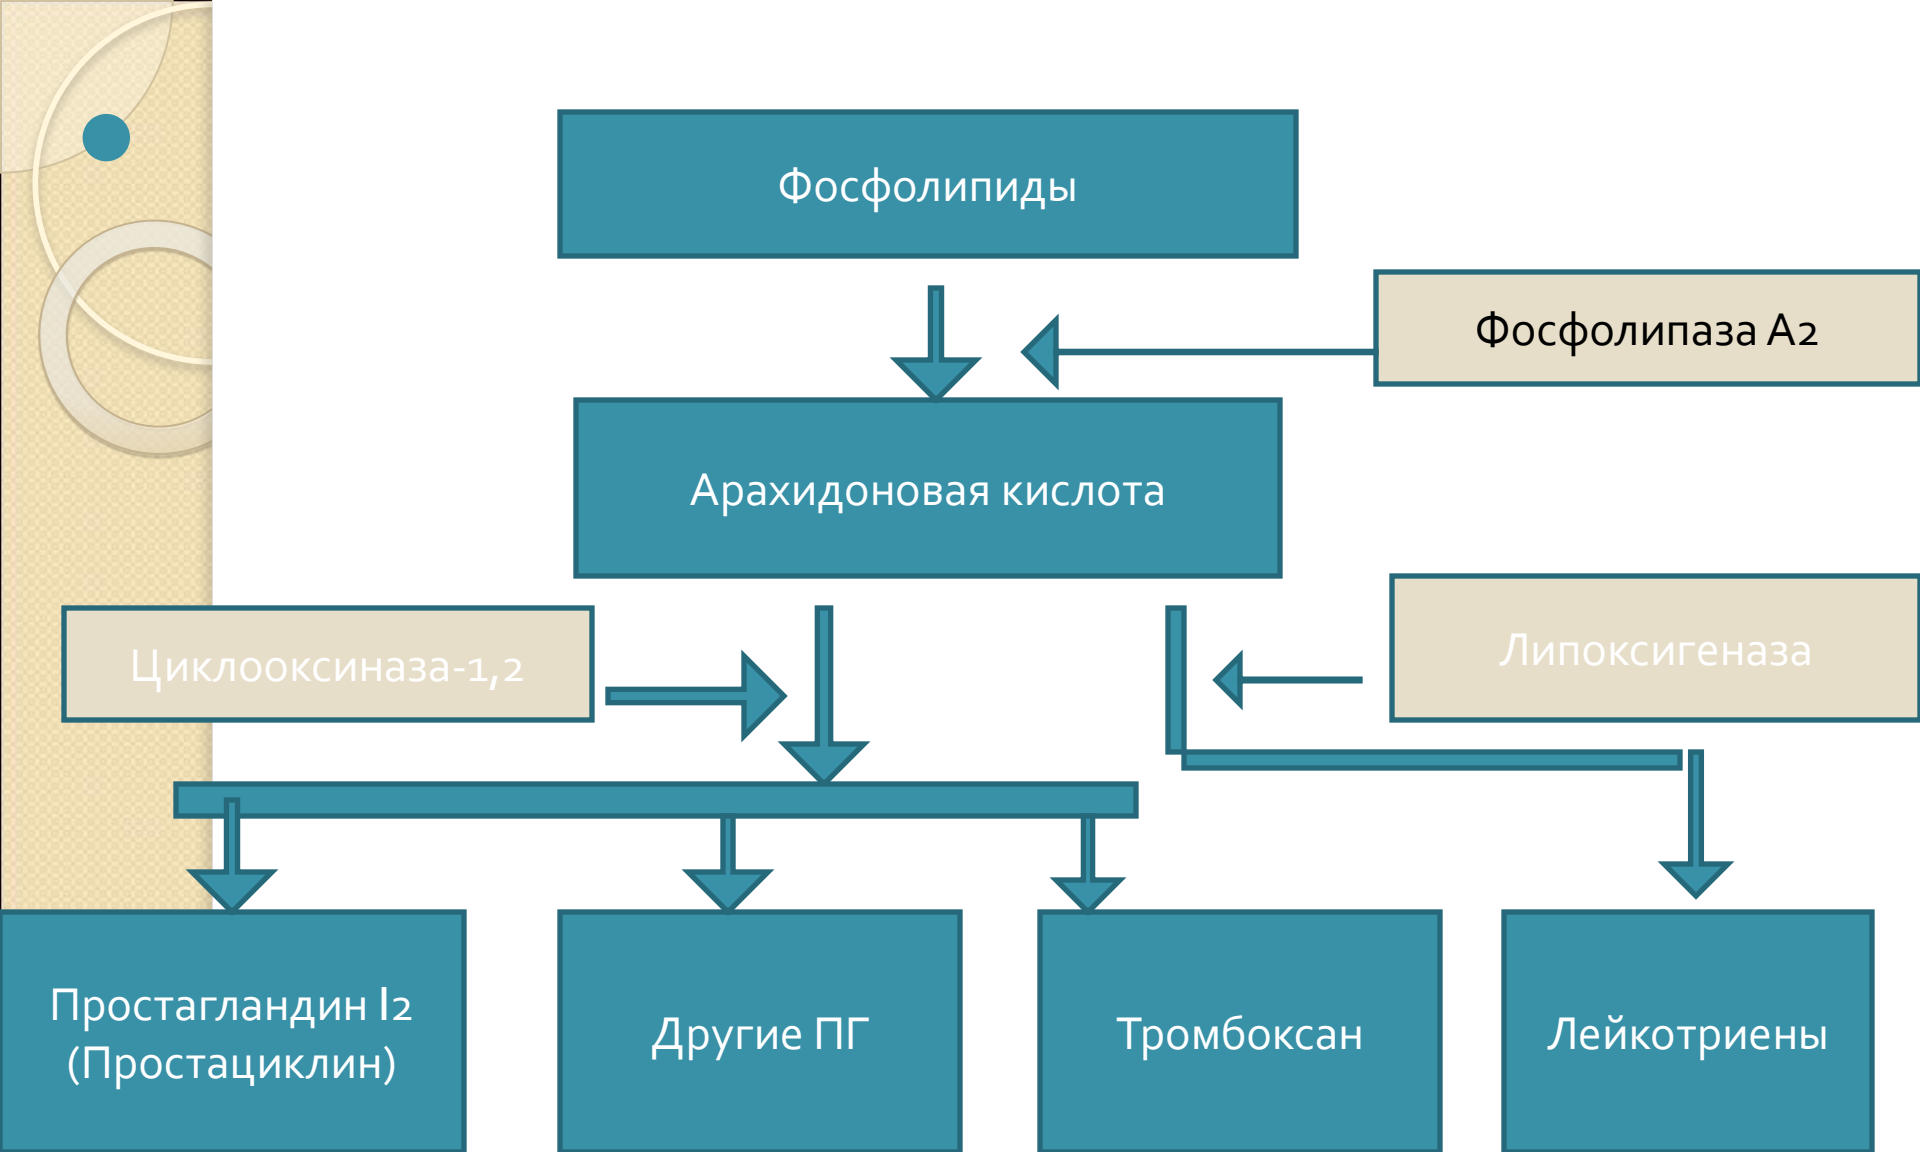 Фосфолипиды
Фосфолипаза А2
Арахидоновая кислота
Циклооксиназа-1,2
Липоксигеназа
Простагландин I2
(Простациклин)
Другие ПГ
Тромбоксан
Лейкотриены